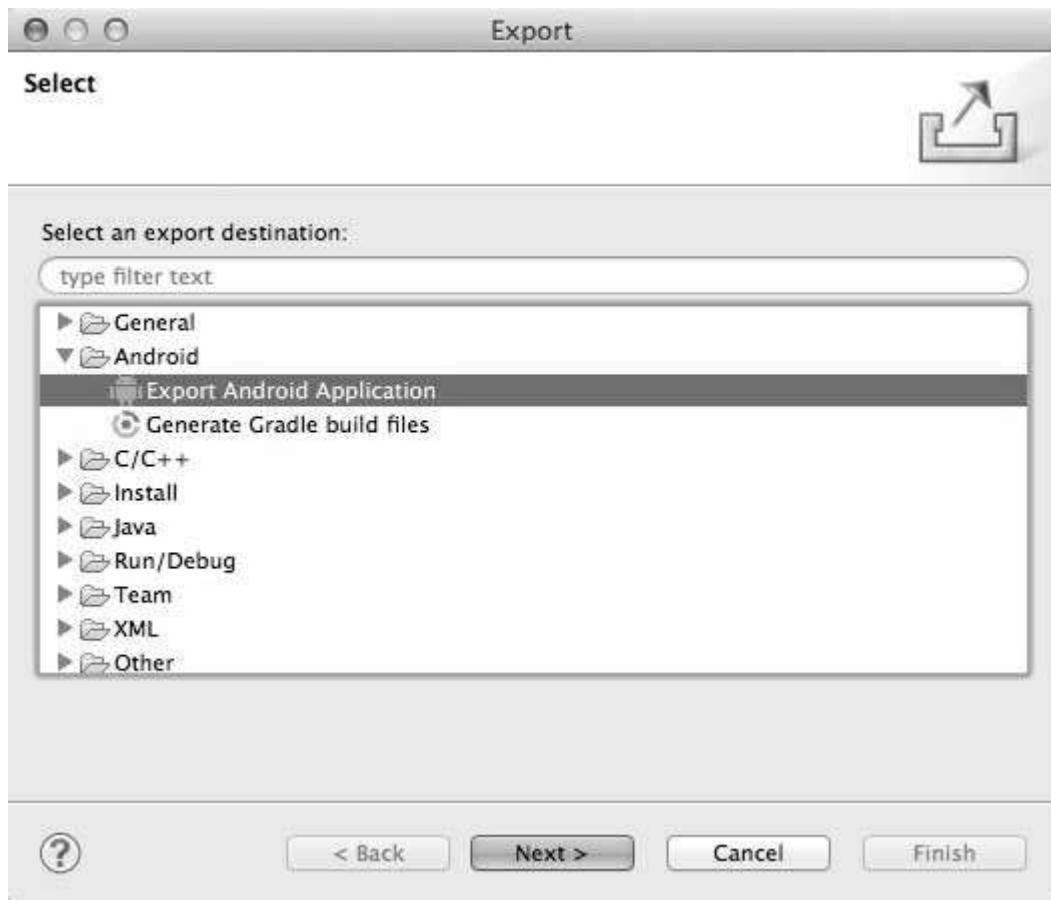 Export
Select
Select an export destination:
type filter text
General
Android
Export Android Application
Generate Gradle build files
C/C++
Install
Java
Run/Debug
Team
XML
Other
?
< Back
Next >
Cancel
Finish